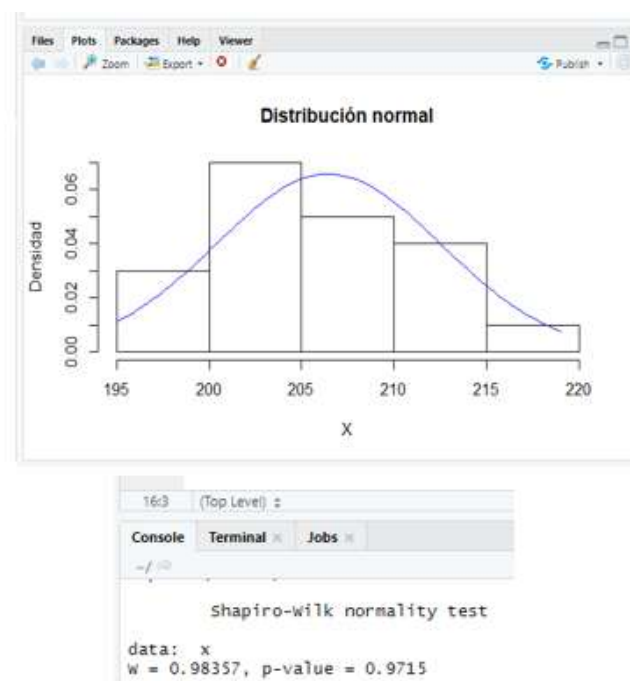 Files Plots Packages Help Viewer
Zoom Export Publish
Distribución normal
Densidad
0.00 0.02 0.04 0.06
195 200 205 210 215 220
X
16:3 (Top Level)
Console Terminal Jobs
~/
Shapiro-Wilk normality test
data: x
W = 0.98357, p-value = 0.9715